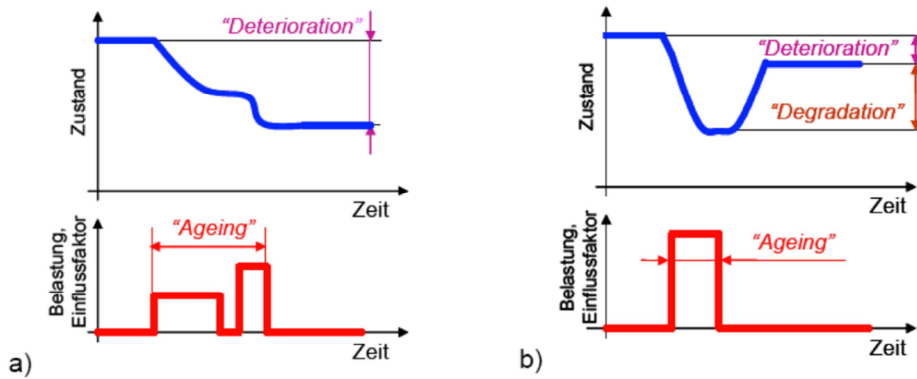 “Deterioration”
Zustand
Zeit
“Ageing”
Belastung,
Einflussfaktor
Zeit
a)
“Deterioration”
“Degradation”
Zustand
Zeit
“Ageing”
Belastung,
Einflussfaktor
Zeit
b)